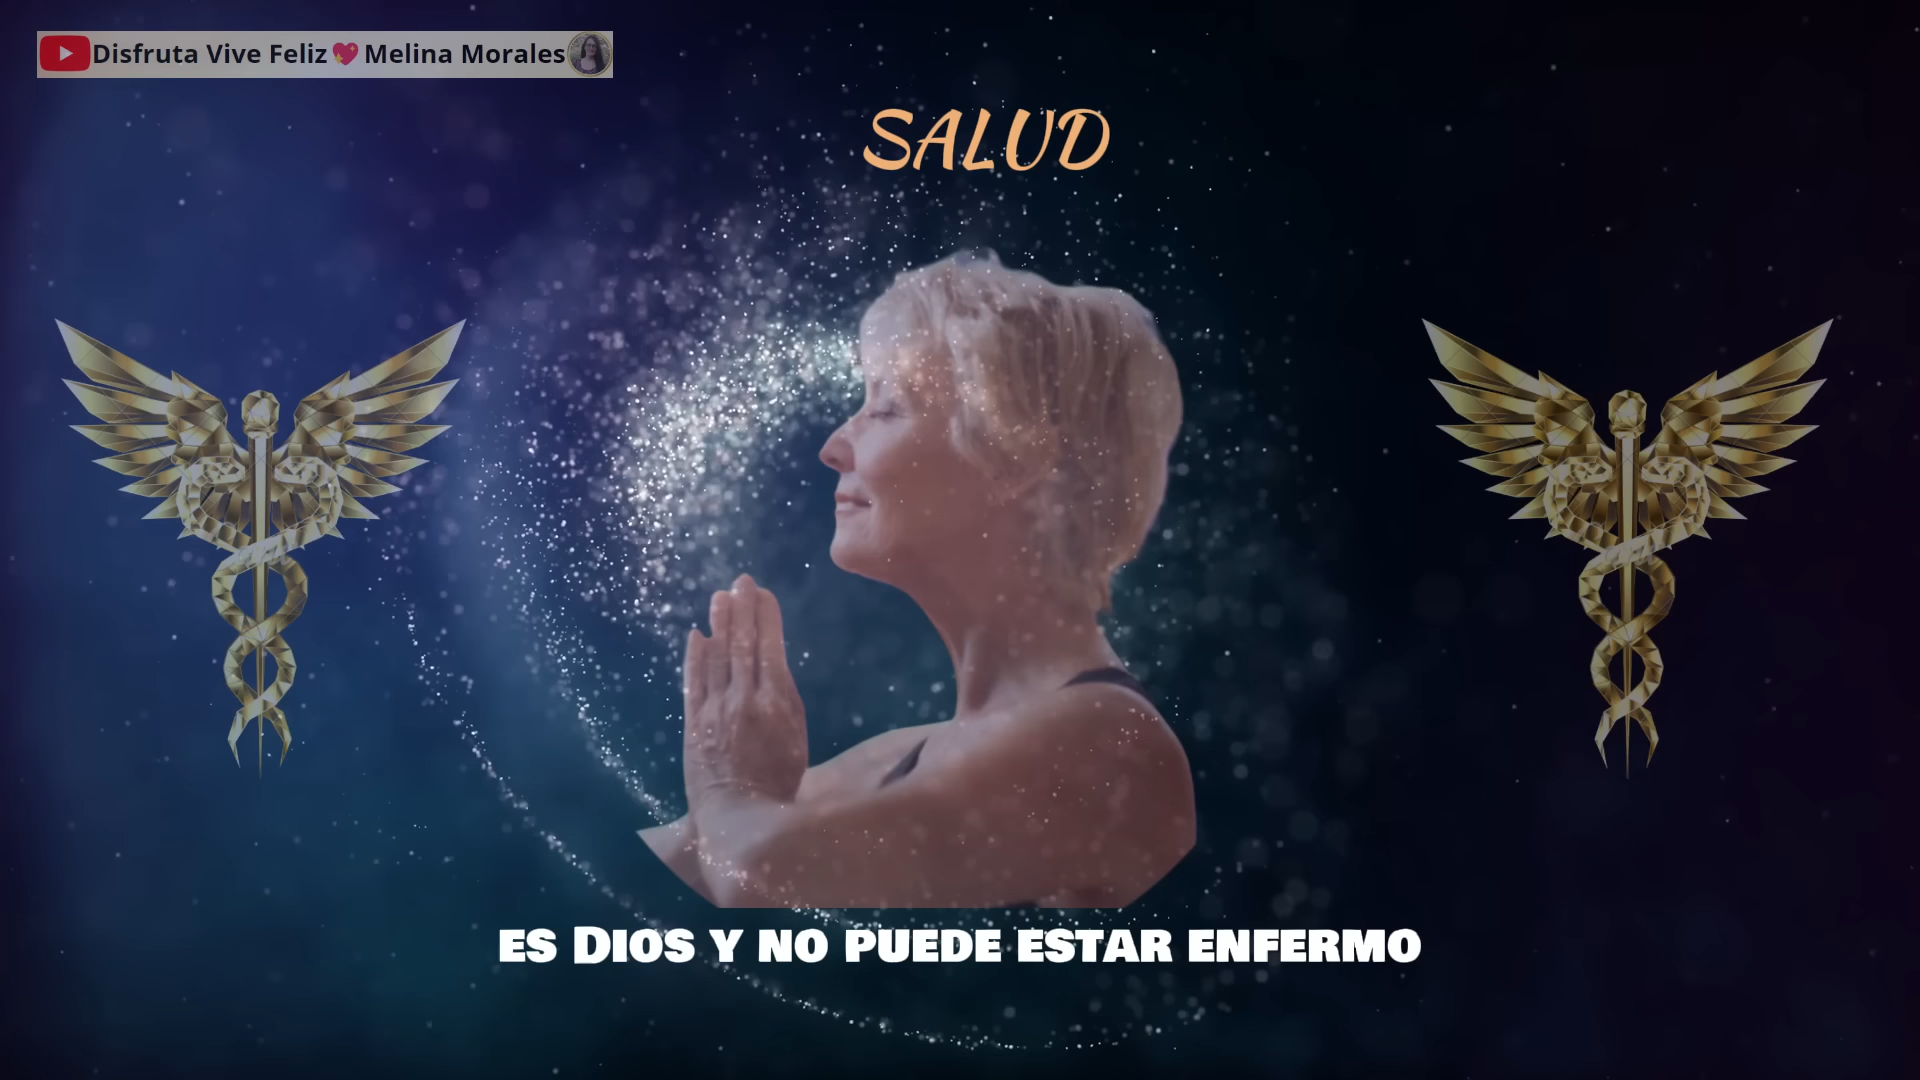 Disfruta Vive Feliz💖Melina Morales
SALUD
ES DIOS Y NO PUEDE ESTAR ENFERMO